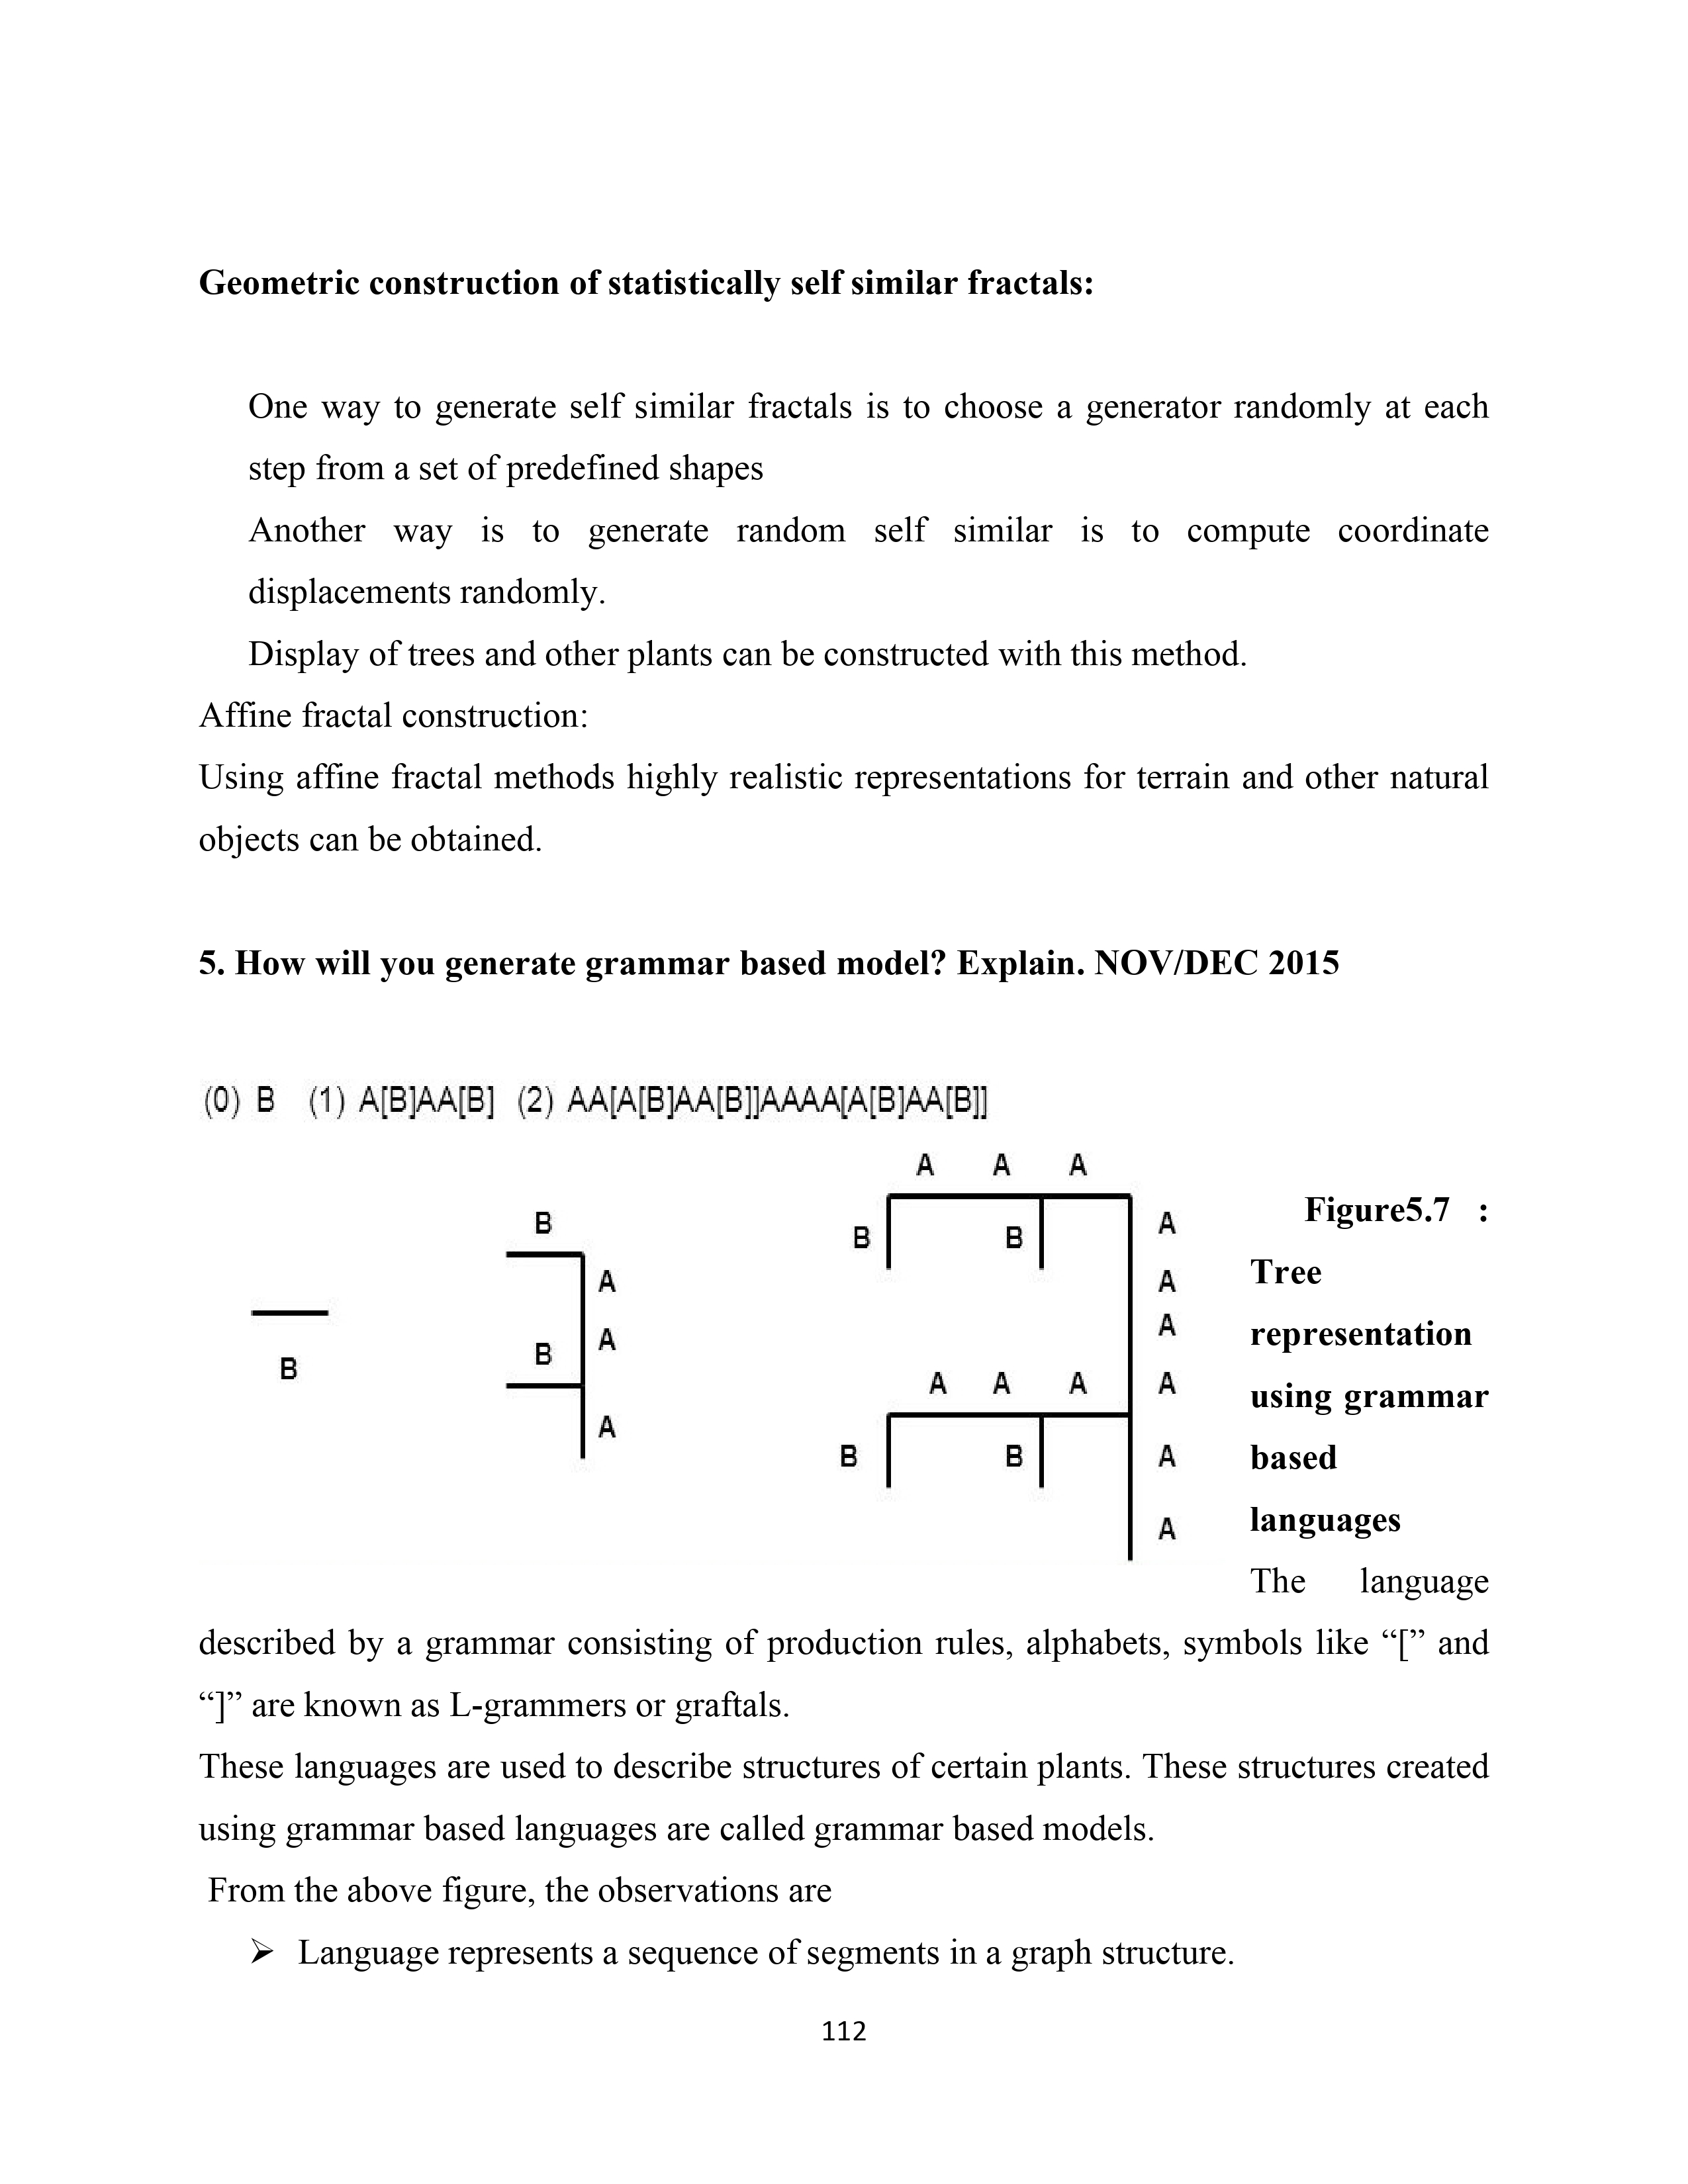 Geometric construction of statistically self similar fractals:
One way to generate self similar fractals is to choose a generator randomly at each
step from a set of predefined shapes
Another way is to generate random self similar is to compute coordinate
displacements randomly.
Display of trees and other plants can be constructed with this method.
Affine fractal construction:
Using affine fractal methods highly realistic representations for terrain and other natural
objects can be obtained.
5. How will you generate grammar based model? Explain. NOV/DEC 2015
(0) B (1) A[B]AA[B] (2) AA[A[B]AA[B]]AAAA[A[B]AA[B]]
B
B
A
A
B
A
A A A
B
B
A
A
A
A A A
A
B
B
A
A
Figure5.7 :
Tree
representation
using grammar
based
languages
The language
described by a grammar consisting of production rules, alphabets, symbols like “[” and
“]” are known as L-grammers or graftals.
These languages are used to describe structures of certain plants. These structures created
using grammar based languages are called grammar based models.
From the above figure, the observations are
➢ Language represents a sequence of segments in a graph structure.
112